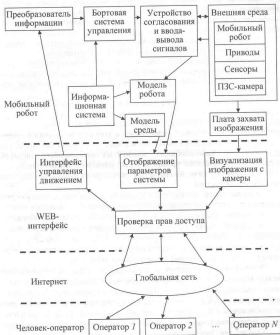 Преобразователь
информации
Бортовая
система
управления
Устройство
согласования
и ввода-
вывода
сигналов
Внешняя среда
Мобильный
робот
Приводы
Сенсоры
ПЗС-камера
Модель
робота
Информа-
ционная
система
Модель
среды
Мобильный
робот
Плата захвата
изображения
Интерфейс
управления
движением
Отображение
параметров
системы
Визуализация
изображения с
камеры
WEB-
интерфейс
Проверка прав доступа
Интернет
Глобальная сеть
Человек-оператор
Оператор 1
Оператор 2
...
Оператор N